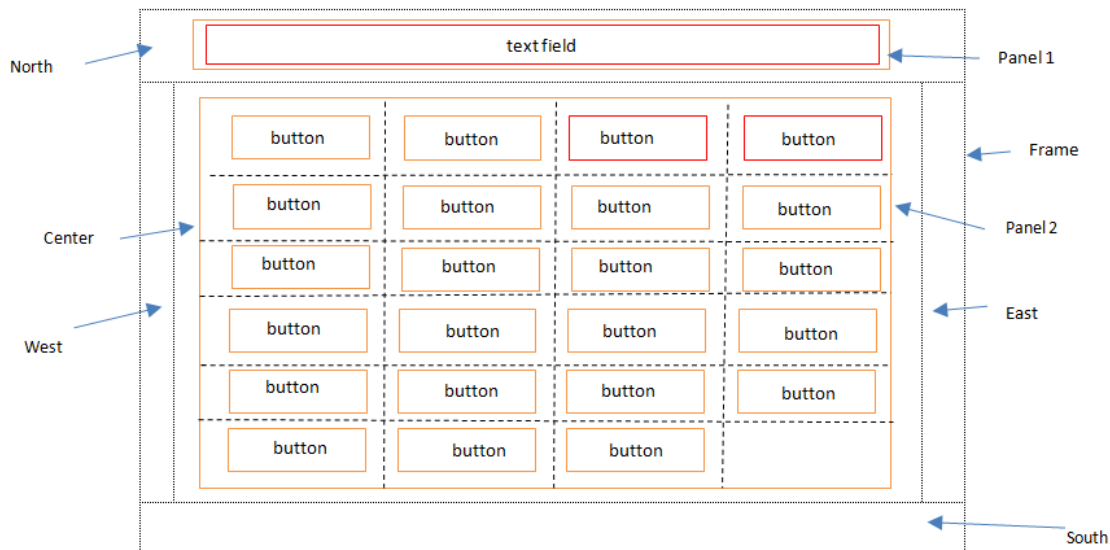 text field
North
Panel 1
button button button button
Frame
button button button button
Panel 2
Center
button button button button
East
button button button button
West
button button button button
button button button
South